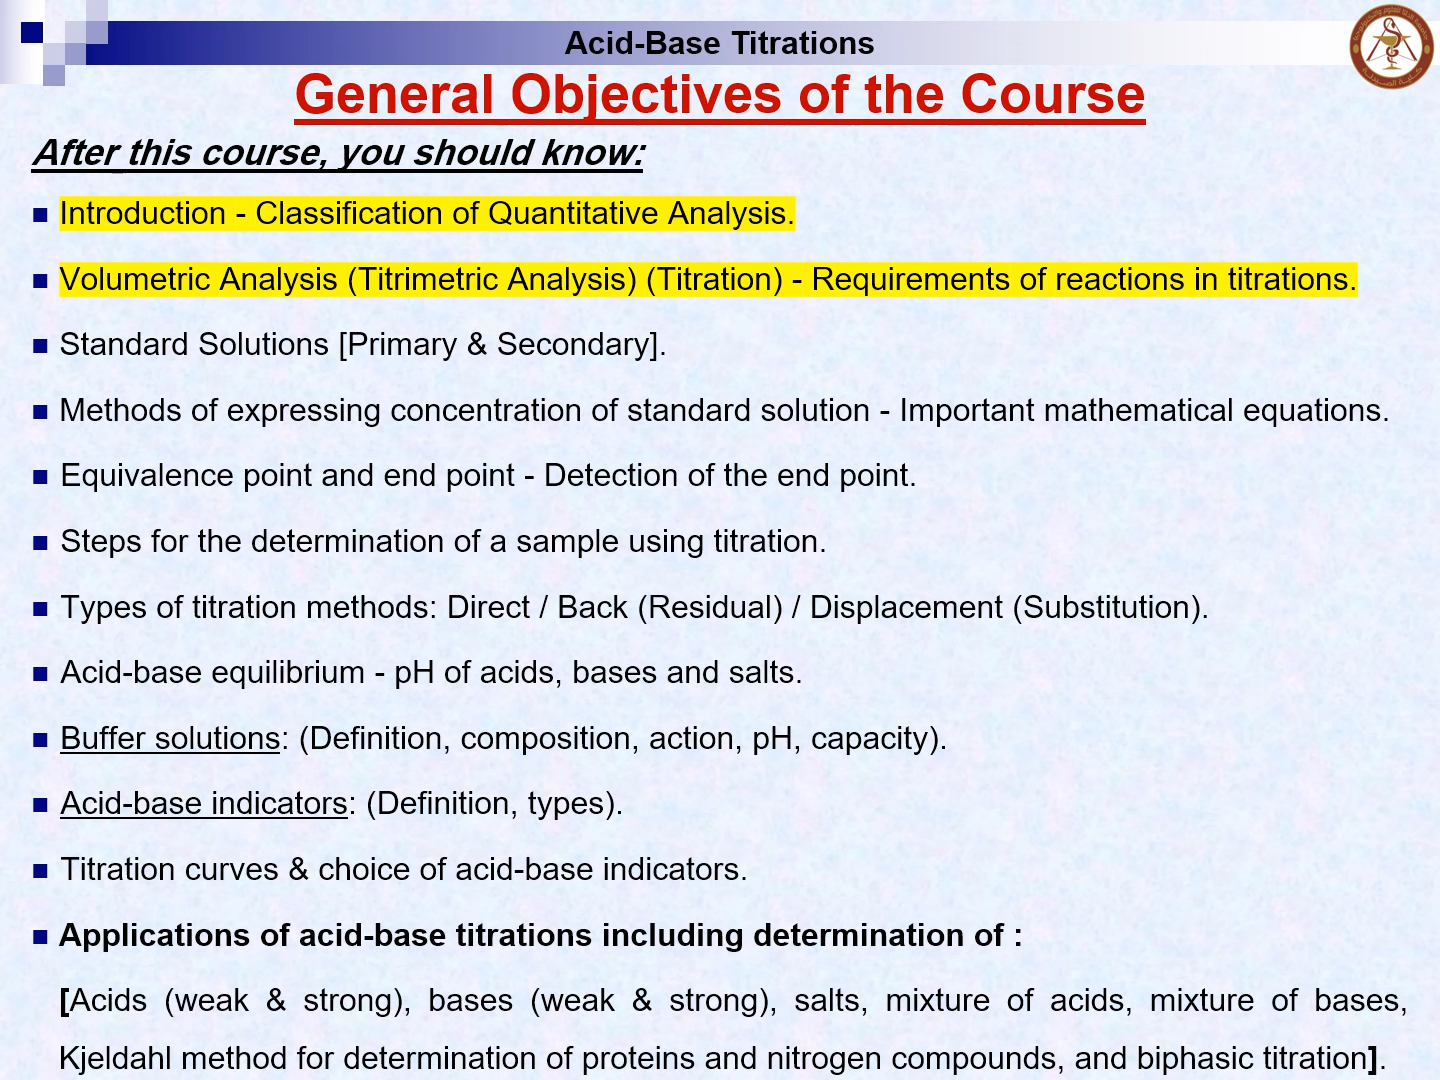 Acid-Base Titrations
General Objectives of the Course
After this course, you should know:
Introduction - Classification of Quantitative Analysis.
Volumetric Analysis (Titrimetric Analysis) (Titration) - Requirements of reactions in titrations.
Standard Solutions [Primary & Secondary].
Methods of expressing concentration of standard solution - Important mathematical equations.
Equivalence point and end point - Detection of the end point.
Steps for the determination of a sample using titration.
Types of titration methods: Direct / Back (Residual) / Displacement (Substitution).
Acid-base equilibrium - pH of acids, bases and salts.
Buffer solutions: (Definition, composition, action, pH, capacity).
Acid-base indicators: (Definition, types).
Titration curves & choice of acid-base indicators.
Applications of acid-base titrations including determination of :
[Acids (weak & strong), bases (weak & strong), salts, mixture of acids, mixture of bases,
Kjeldahl method for determination of proteins and nitrogen compounds, and biphasic titration].